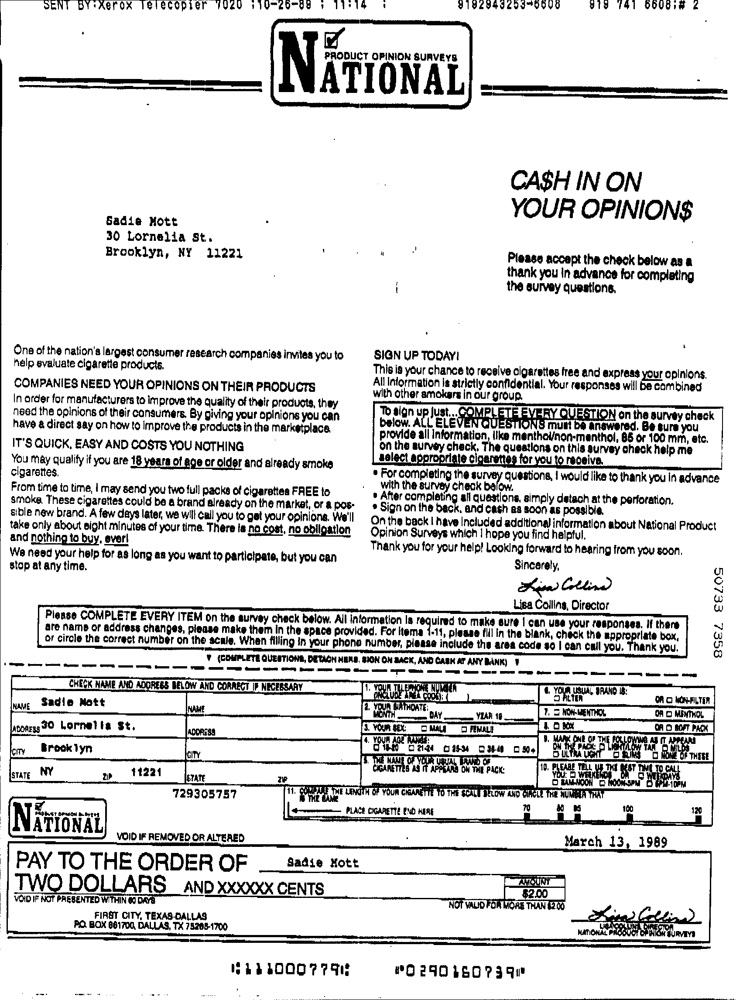 SENT BY:Xerox Telecopier 7020 ;10-26-89 ; 11:14 ; 9192943253→6608 919 741 6608;# 2
PRODUCT OPINION SURVEYS
NATIONAL
CA$H IN ON
YOUR OPINION$
Sadie Mott
30 Lornelia St.
Brooklyn, NY 11221
Please accept the check below as a
thank you in advance for completing
the survey questions.
One of the nation's largest consumer research companies invites you to
help evaluate cigarette products.
COMPANIES NEED YOUR OPINIONS ON THEIR PRODUCTS
In order for manufacturers to improve the quality of their products, they
need the opinions of their consumers. By giving your opinions you can
have a direct say on how to improve the products in the marketplace.
IT'S QUICK, EASY AND COSTS YOU NOTHING
You may qualify if you are 18 years of age or older and already smoke
cigarettes.
From time to time, I may send you two full packs of cigarettes FREE to
smoke. These cigarettes could be a brand already on the market, or a pos-
sible new brand. A few days later, we will call you to get your opinions. We'll
take only about eight minutes of your time. There is no cost, no obligation
and nothing to buy, ever!
We need your help for as long as you want to participate, but you can
stop at any time.
SIGN UP TODAY!
This is your chance to receive cigarettes free and express your opinions.
All information is strictly confidential. Your responses will be combined
with other smokers in our group.
To sign up just...COMPLETE EVERY QUESTION on the survey check
below. ALL ELEVEN QUESTIONS must be answered. Be sure you
provide all information, like menthol/non-menthol, 85 or 100 mm, etc.
on the survey check. The questions on this survey check help me
select appropriate cigarettes for you to receive.
• For completing the survey questions, I would like to thank you in advance
with the survey check below.
• After completing all questions, simply detach at the perforation.
• Sign on the back, and cash as soon as possible.
On the back I have included additional information about National Product
Opinion Surveys which I hope you find helpful.
Thank you for your help! Looking forward to hearing from you soon.
Sincerely,
Lisa Collins
Lisa Collins, Director
50733 7358
Please COMPLETE EVERY ITEM on the survey check below. All information is required to make sure I can use your responses. If there
are name or address changes, please make them in the space provided. For items 1-11, please fill in the blank, check the appropriate box,
or circle the correct number on the scale. When filling in your phone number, please include the area code so I can call you. Thank you.
▼ (COMPLETE QUESTIONS, DETACH HERE. SIGN ON BACK, AND CASH AT ANY BANK) ▼
CHECK NAME AND ADDRESS BELOW AND CORRECT IF NECESSARY
NAME Sadie Mott NAME
ADDRESS 30 Lornelia St. ADDRESS
CITY Brooklyn CITY
STATE NY ZIP 11221 STATE ZIP
729305757
1. YOUR TELEPHONE NUMBER
(INCLUDE AREA CODE): ( )
2. YOUR BIRTHDATE:
MONTH DAY YEAR 19
3. YOUR SEX: □ MALE □ FEMALE
4. YOUR AGE RANGE:
□ 18-20 □ 21-24 □ 25-34 □ 35-49 □ 50+
5. THE NAME OF YOUR USUAL BRAND OF
CIGARETTES AS IT APPEARS ON THE PACK:
6. YOUR USUAL BRAND IS:
□ FILTER OR □ NON-FILTER
7. □ NON-MENTHOL OR □ MENTHOL
8. □ BOX OR □ SOFT PACK
9. MARK ONE OF THE FOLLOWING AS IT APPEARS
ON THE PACK: □ LIGHT/LOW TAR □ MILDS
□ ULTRA LIGHT □ SLIMS □ NONE OF THESE
10. PLEASE TELL US THE BEST TIME TO CALL
YOU: □ WEEKENDS OR □ WEEKDAYS
□ 9AM-NOON □ NOON-5PM □ 5PM-10PM
11. COMPARE THE LENGTH OF YOUR CIGARETTE TO THE SCALE BELOW AND CIRCLE THE NUMBER THAT
IS THE SAME
PLACE CIGARETTE END HERE 70 80 85 100 120
PRODUCT OPINION SURVEYS
NATIONAL
VOID IF REMOVED OR ALTERED
March 13, 1989
PAY TO THE ORDER OF Sadie Mott
TWO DOLLARS AND XXXXXX CENTS
AMOUNT
$2.00
VOID IF NOT PRESENTED WITHIN 60 DAYS
NOT VALID FOR MORE THAN $2.00
FIRST CITY, TEXAS-DALLAS
P.O. BOX 661700, DALLAS, TX 75265-1700
Lisa Collins
LISA COLLINS, DIRECTOR
NATIONAL PRODUCT OPINION SURVEYS
⑆111000779⑆ ⑈0290160739⑈